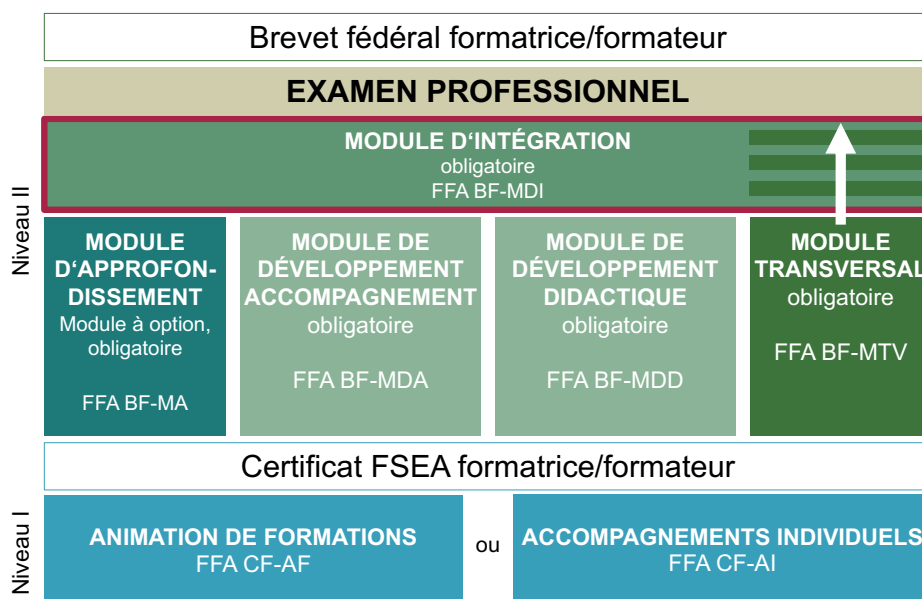 Brevet fédéral formatrice/formateur
EXAMEN PROFESSIONNEL
Niveau II
MODULE D‘INTÉGRATION
obligatoire
FFA BF-MDI
MODULE
D‘APPROFON-
DISSEMENT
Module à option,
obligatoire
FFA BF-MA
MODULE DE
DÉVELOPPEMENT
ACCOMPAGNEMENT
obligatoire
FFA BF-MDA
MODULE DE
DÉVELOPPEMENT
DIDACTIQUE
obligatoire
FFA BF-MDD
MODULE
TRANSVERSAL
obligatoire
FFA BF-MTV
Certificat FSEA formatrice/formateur
Niveau I
ANIMATION DE FORMATIONS
FFA CF-AF
ou
ACCOMPAGNEMENTS INDIVIDUELS
FFA CF-AI